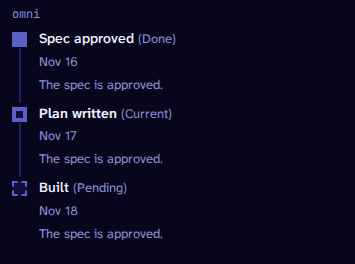 omni
Spec approved (Done)
Nov 16
The spec is approved.
Plan written (Current)
Nov 17
The spec is approved.
Built (Pending)
Nov 18
The spec is approved.